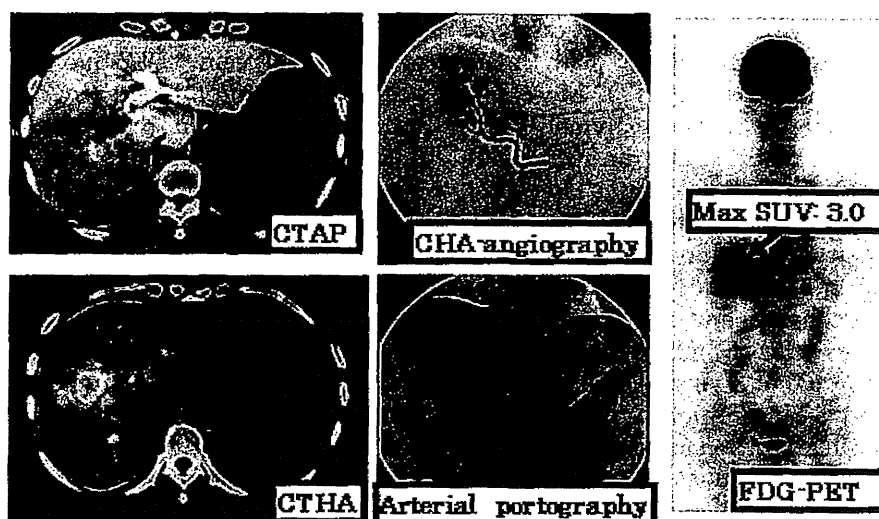 CTAP
CHA-angiography
Max SUV: 3.0
CTHA
Arterial portography
FDG-PET